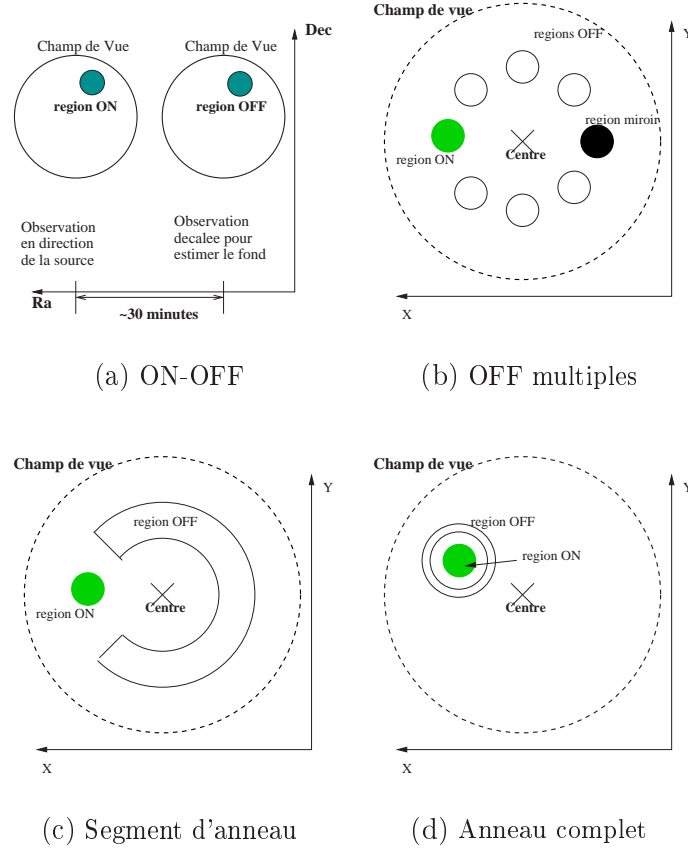 Dec
Champ de Vue
Champ de Vue
region ON
region OFF
Observation
en direction
de la source
Observation
decalee pour
estimer le fond
Ra
~30 minutes
(a) ON-OFF
Champ de vue
Y
regions OFF
region miroir
region ON
Centre
X
(b) OFF multiples
Champ de vue
Y
region OFF
region ON
Centre
X
(c) Segment d'anneau
Champ de vue
Y
region OFF
region ON
Centre
X
(d) Anneau complet